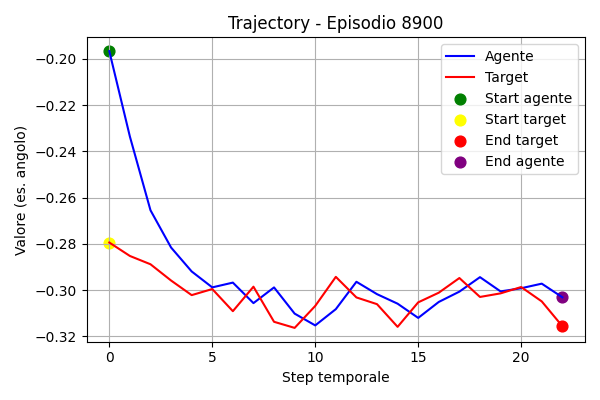 Trajectory - Episodio 8900
Agente
Target
Start agente
Start target
End target
End agente
Valore (es. angolo)
−0.20
−0.22
−0.24
−0.26
−0.28
−0.30
−0.32
0
5
10
15
20
Step temporale